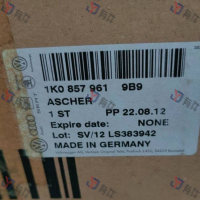 1K0 857 961 9B9
ASCHER
1 ST PP 22.08.12
Expire date: NONE
Lot: SV/12 LS383942
MADE IN GERMANY